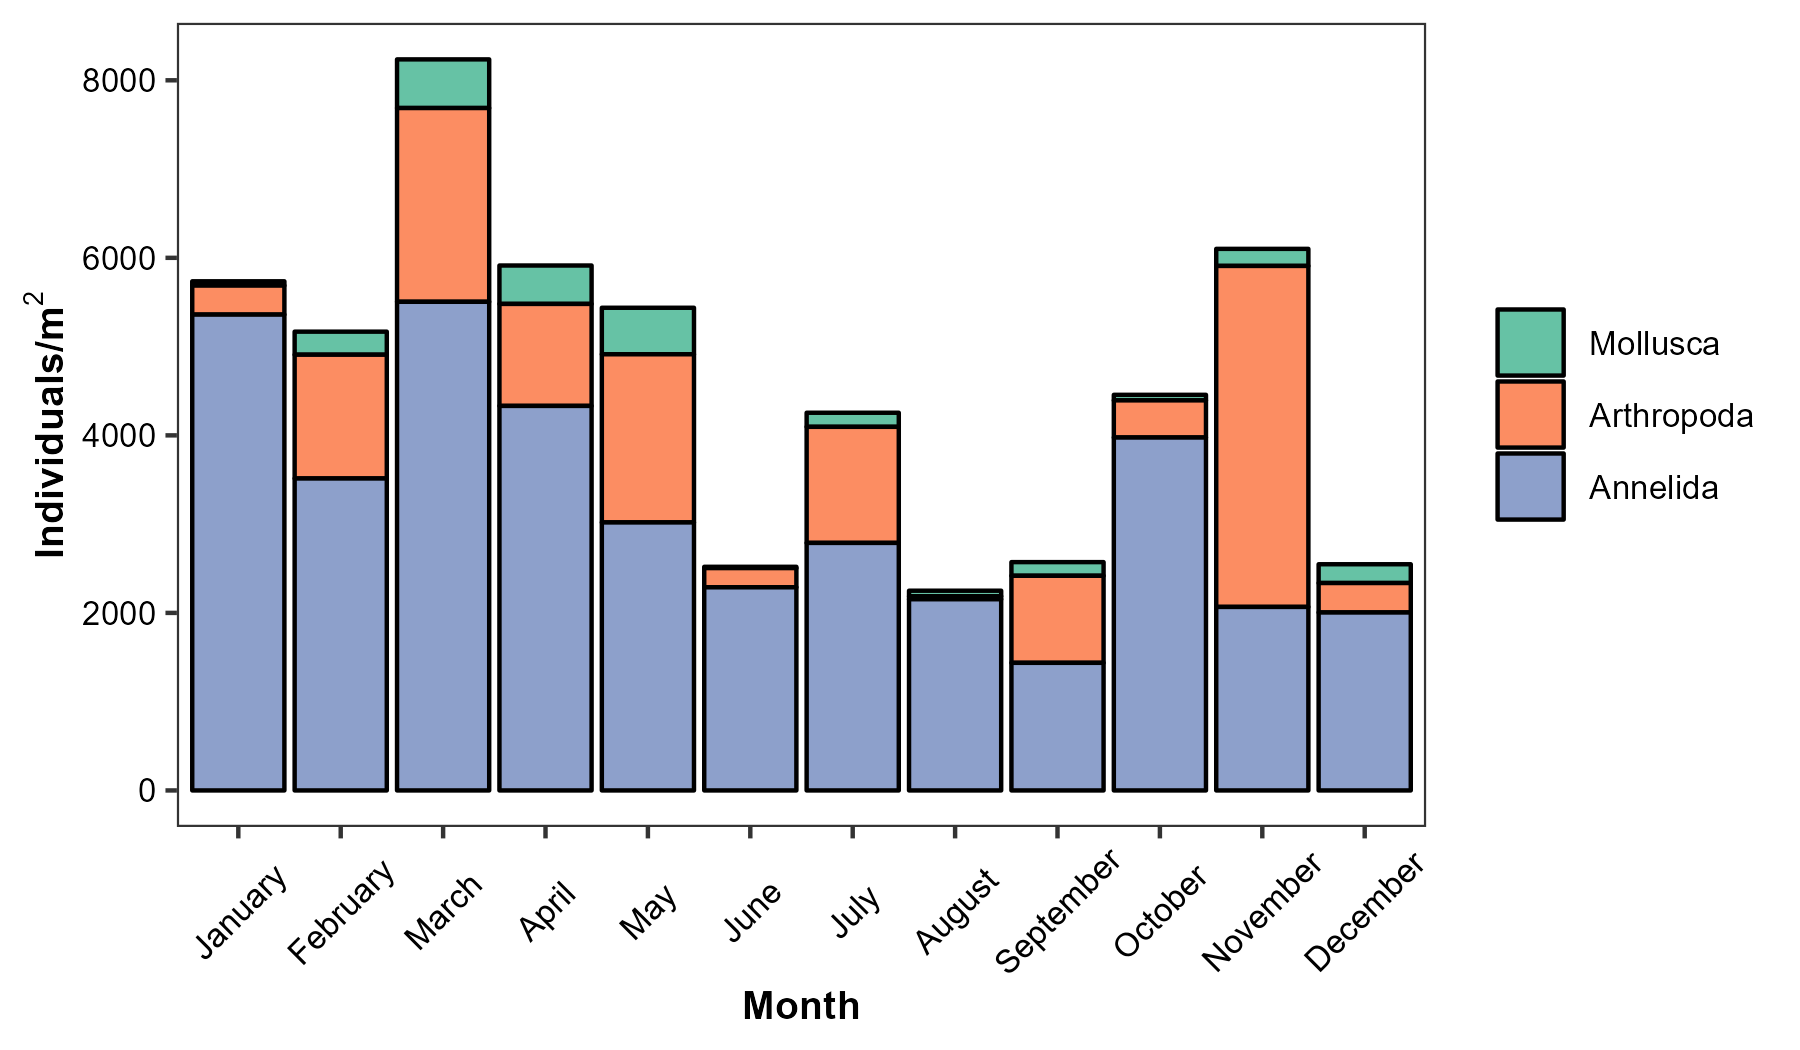 Individuals/m²
8000
6000
4000
2000
0
January
February
March
April
May
June
July
August
September
October
November
December
Month
Mollusca
Arthropoda
Annelida